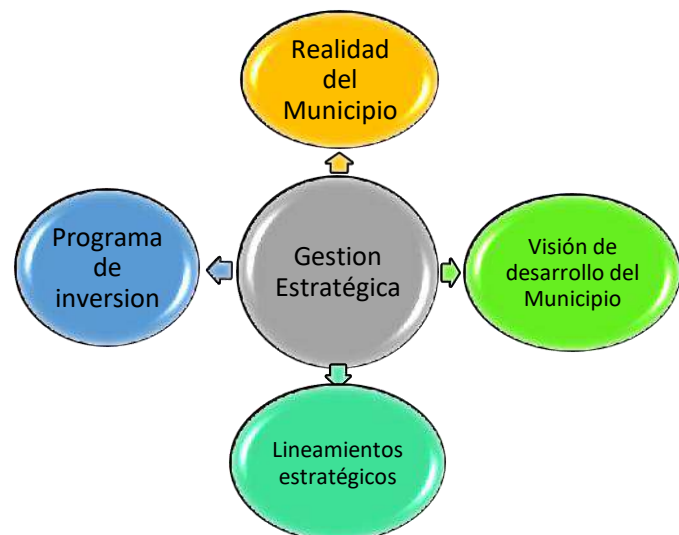 Realidad
del
Municipio
Programa
de
inversion
Gestion
Estratégica
Visión de
desarrollo del
Municipio
Lineamientos
estratégicos